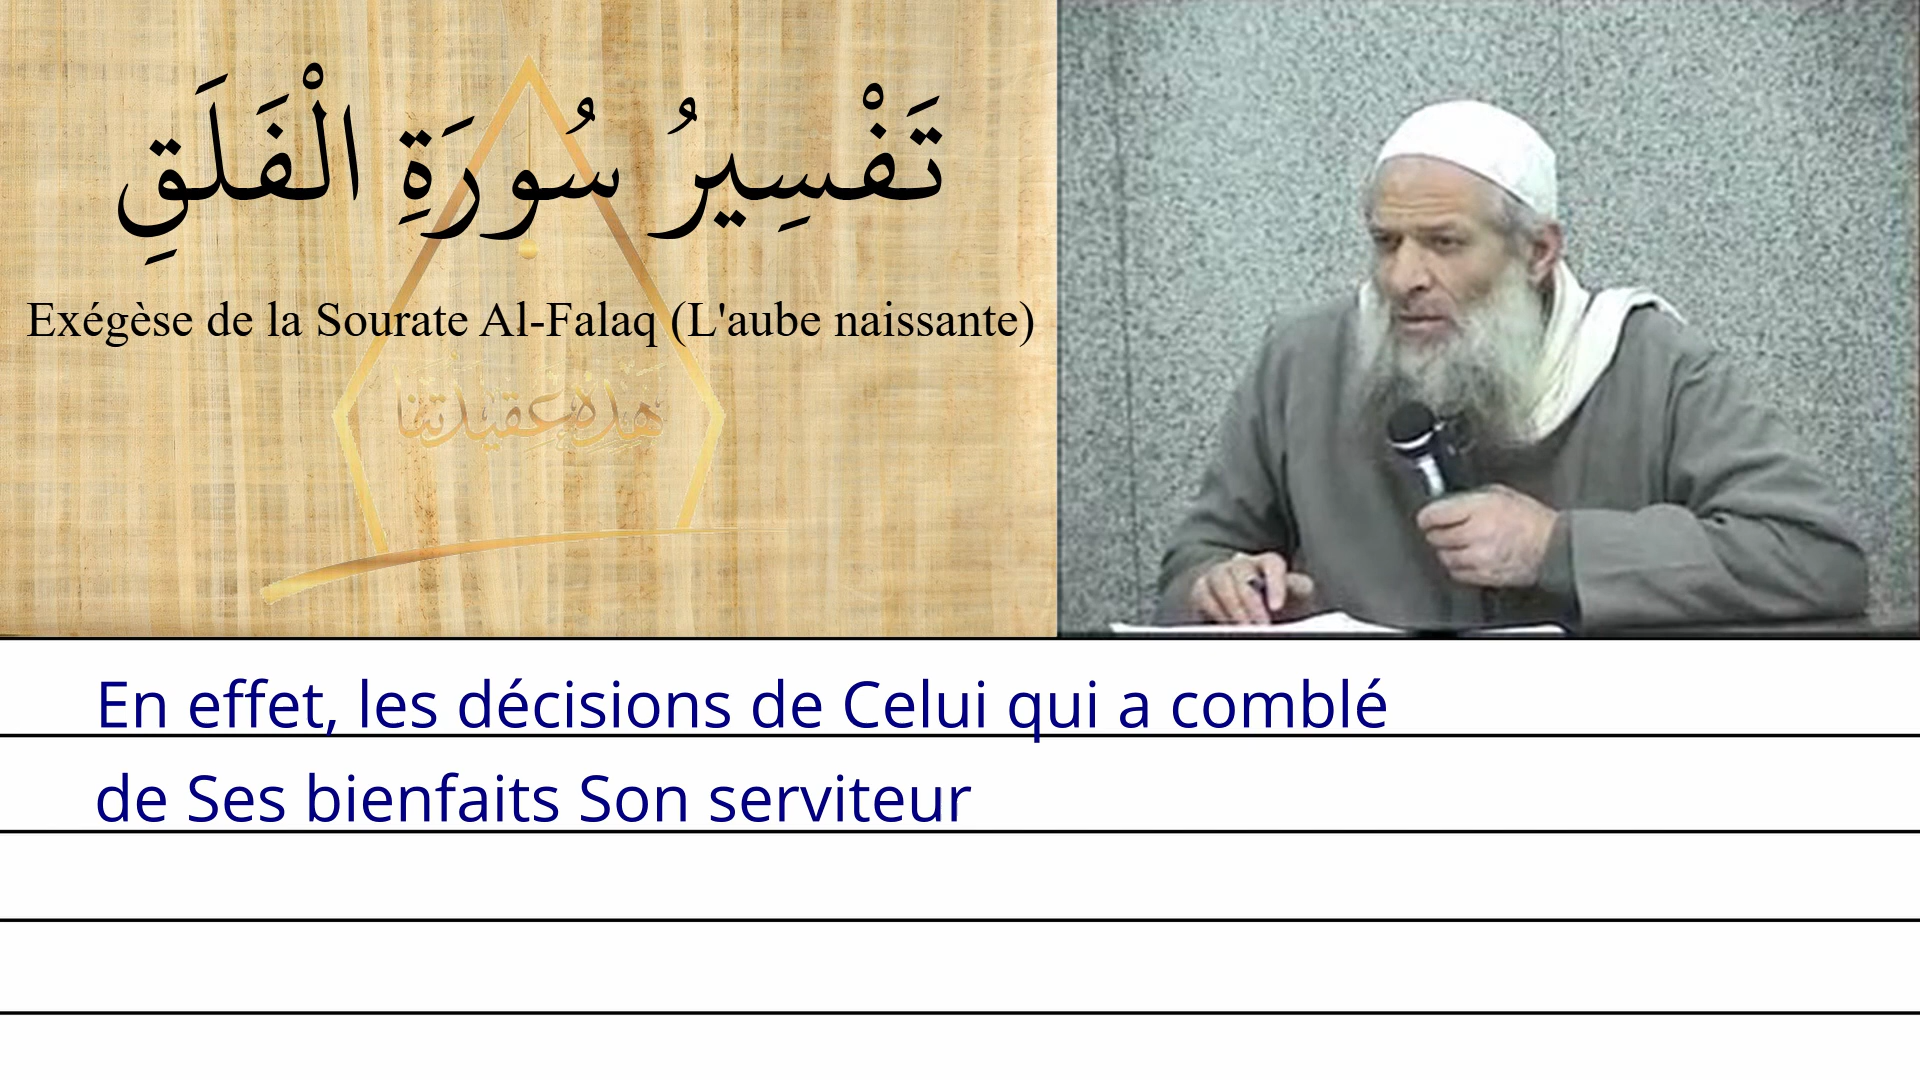 تَفْسِيرُ سُورَةِ الْفَلَقِ
Exégèse de la Sourate Al-Falaq (L'aube naissante)
هذه عقيدتنا
En effet, les décisions de Celui qui a comblé
de Ses bienfaits Son serviteur